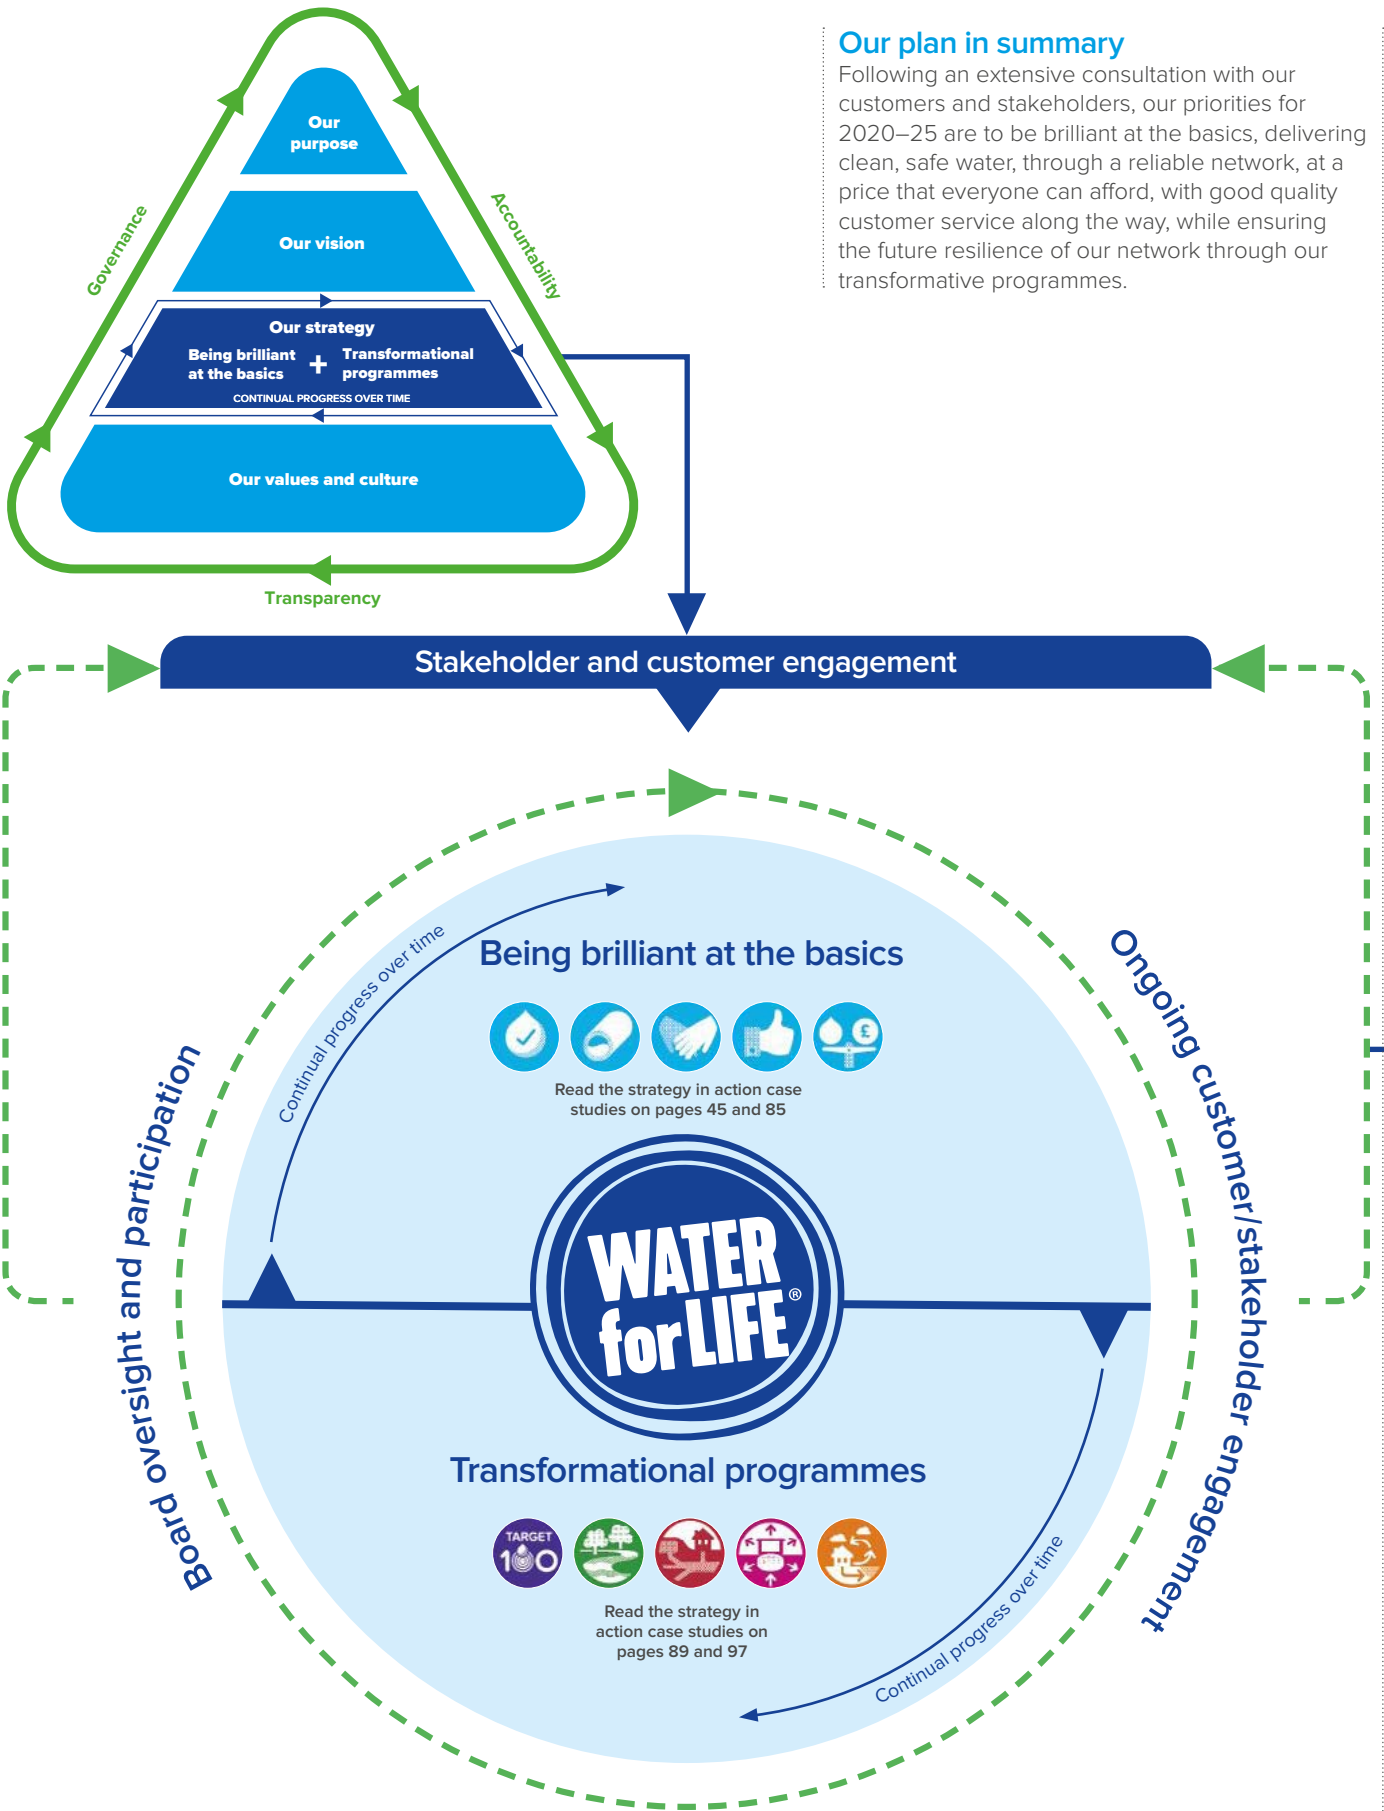 Our plan in summary
Following an extensive consultation with our
customers and stakeholders, our priorities for
2020–25 are to be brilliant at the basics, delivering
clean, safe water, through a reliable network, at a
price that everyone can afford, with good quality
customer service along the way, while ensuring
the future resilience of our network through our
transformative programmes.
Our
purpose
Our vision
Our strategy
Being brilliant
at the basics
+
Transformational
programmes
CONTINUAL PROGRESS OVER TIME
Our values and culture
Governance
Accountability
Transparency
Stakeholder and customer engagement
Board oversight and participation
Ongoing customer/stakeholder engagement
Continual progress over time
Being brilliant at the basics
£
Read the strategy in action case
studies on pages 45 and 85
WATER
for LIFE®
Transformational programmes
TARGET
100
Read the strategy in
action case studies on
pages 89 and 97
Continual progress over time